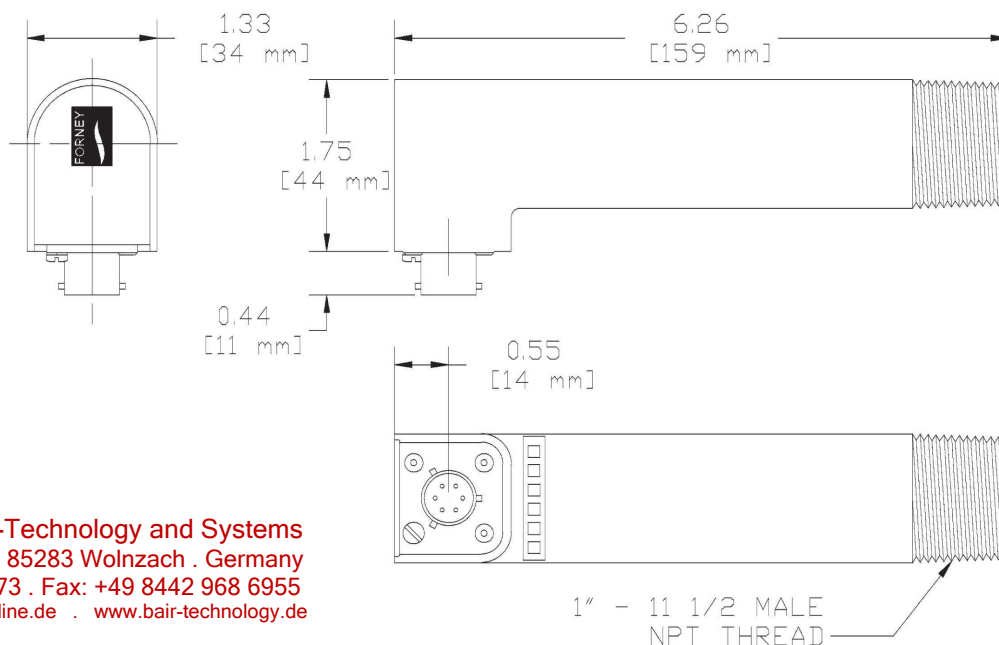 1.33
[34 mm]
6.26
[159 mm]
FORNEY
1.75
[44 mm]
0.44
[11 mm]
0.55
[14 mm]
-Technology and Systems
85283 Wolnzach . Germany
73 . Fax: +49 8442 968 6955
line.de . www.bair-technology.de
1" - 11 1/2 MALE
NPT THREAD